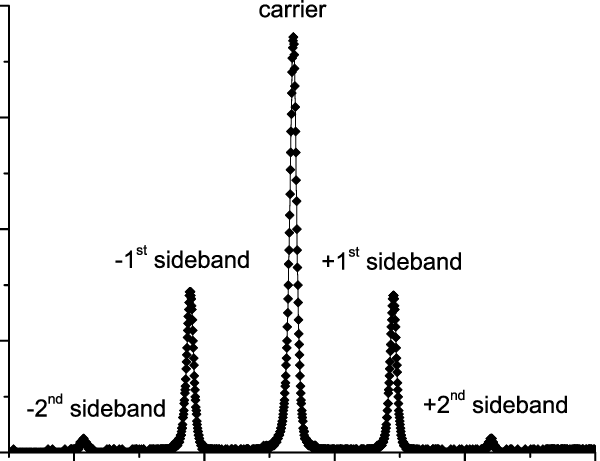 carrier
-1st sideband
+1st sideband
-2nd sideband
+2nd sideband